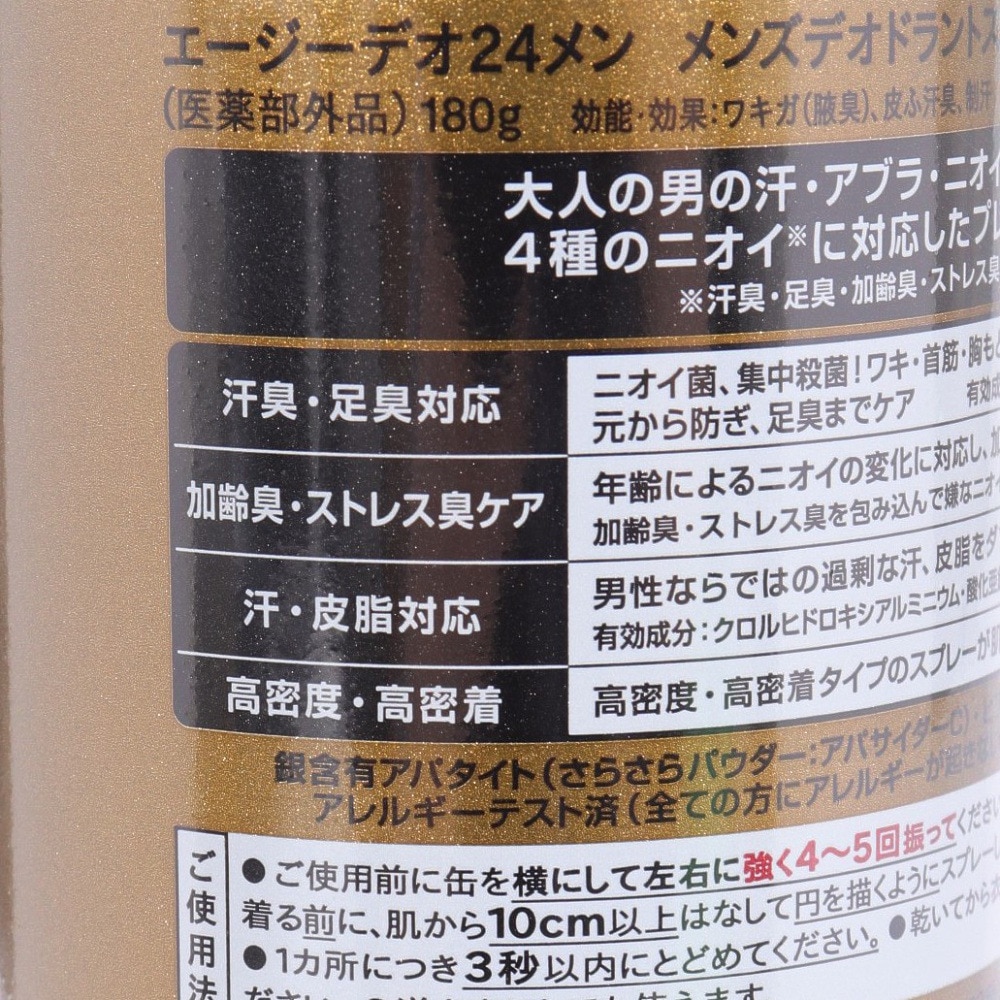 エージーデオ24メン メンズデオドラントス
(医薬部外品) 180g 効能・効果:ワキガ(腋臭)、皮ふ汗臭、制汗
大人の男の汗・アブラ・ニオイ
4種のニオイ※に対応したプレ
※汗臭・足臭・加齢臭・ストレス臭
汗臭・足臭対応
ニオイ菌、集中殺菌!ワキ・首筋・胸もと
元から防ぎ、足臭までケア 有効成
加齢臭・ストレス臭ケア
年齢によるニオイの変化に対応し、加
加齢臭・ストレス臭を包み込んで嫌なニオイ
汗・皮脂対応
男性ならではの過剰な汗、皮脂をダ
有効成分:クロルヒドロキシアルミニウム・酸化亜
高密度・高密着
高密度・高密着タイプのスプレーが
銀含有アパタイト(さらさらパウダー:アパサイダーC)・
アレルギーテスト済(全ての方にアレルギーが起きな
ご使用法
●ご使用前に缶を横にして左右に強く4〜5回振ってください
着る前に、肌から10cm以上はなして円を描くようにスプレーし
●1カ所につき3秒以内にとどめてください。●乾いてから